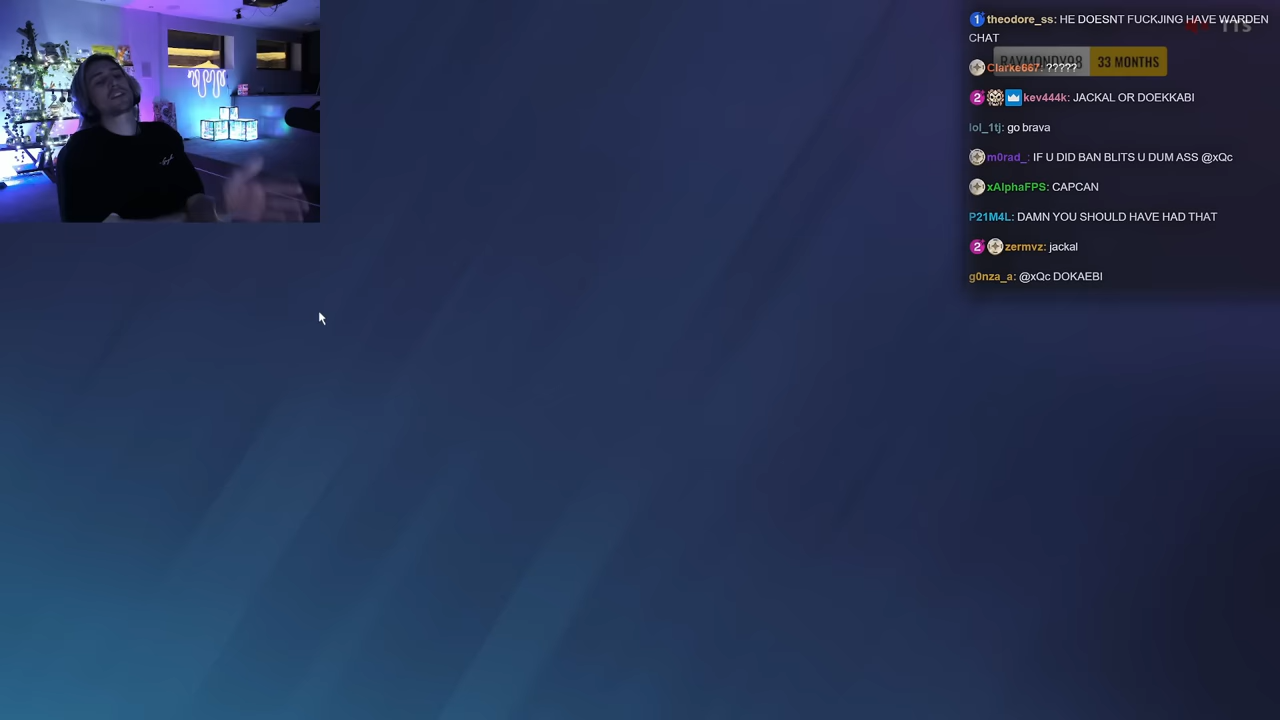 theodore_ss: HE DOESNT FUCKJING HAVE WARDEN
CHAT
TTS
RAYMONDY98 33 MONTHS
Clarke667: ?????
kev444k: JACKAL OR DOEKKABI
lol_1tj: go brava
m0rad_: IF U DID BAN BLITS U DUM ASS @xQc
xAlphaFPS: CAPCAN
P21M4L: DAMN YOU SHOULD HAVE HAD THAT
zermvz: jackal
g0nza_a: @xQc DOKAEBI